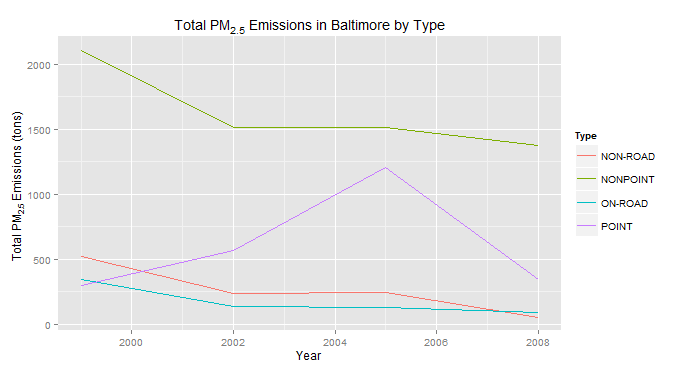 Total PM2.5 Emissions in Baltimore by Type
Total PM2.5 Emissions (tons)
2000
1500
1000
500
0
2000
2002
2004
2006
2008
Year
Type
NON-ROAD
NONPOINT
ON-ROAD
POINT